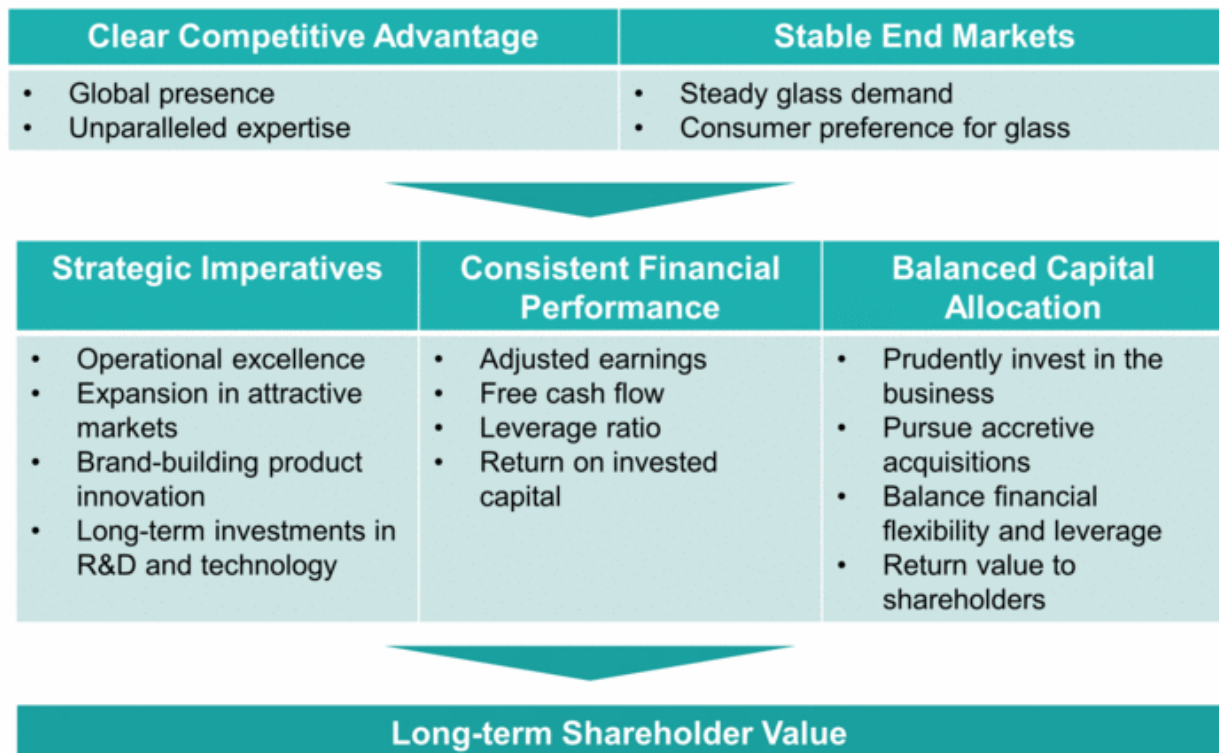 Clear Competitive Advantage
Stable End Markets
• Global presence
• Unparalleled expertise
• Steady glass demand
• Consumer preference for glass
Strategic Imperatives
Consistent Financial
Performance
Balanced Capital
Allocation
• Operational excellence
• Expansion in attractive
markets
• Brand-building product
innovation
• Long-term investments in
R&D and technology
• Adjusted earnings
• Free cash flow
• Leverage ratio
• Return on invested
capital
• Prudently invest in the
business
• Pursue accretive
acquisitions
• Balance financial
flexibility and leverage
• Return value to
shareholders
Long-term Shareholder Value